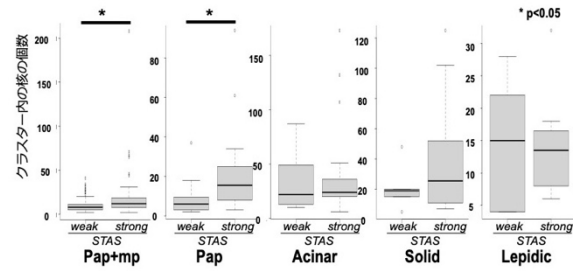 * p<0.05
クラスター内の核の個数
200
150
100
50
0
*
weak strong
STAS
Pap+mp
80
60
40
20
0
*
weak strong
STAS
Pap
150
100
50
0
weak strong
STAS
Acinar
120
100
80
60
40
20
0
weak strong
STAS
Solid
30
25
20
15
10
5
weak strong
STAS
Lepidic